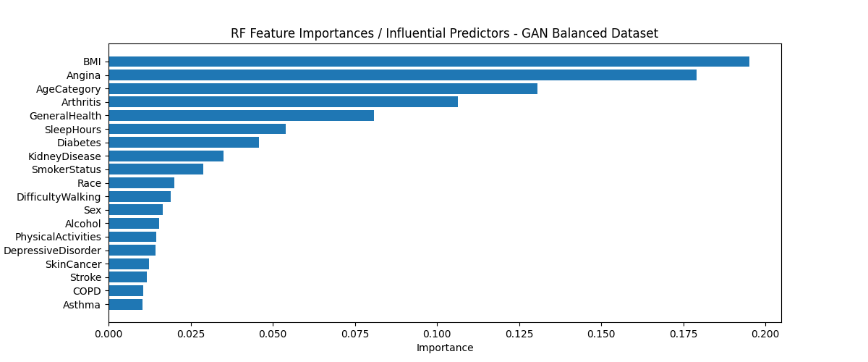 RF Feature Importances / Influential Predictors - GAN Balanced Dataset
BMI
Angina
AgeCategory
Arthritis
GeneralHealth
SleepHours
Diabetes
KidneyDisease
SmokerStatus
Race
DifficultyWalking
Sex
Alcohol
PhysicalActivities
DepressiveDisorder
SkinCancer
Stroke
COPD
Asthma
0.000 0.025 0.050 0.075 0.100 0.125 0.150 0.175 0.200
Importance